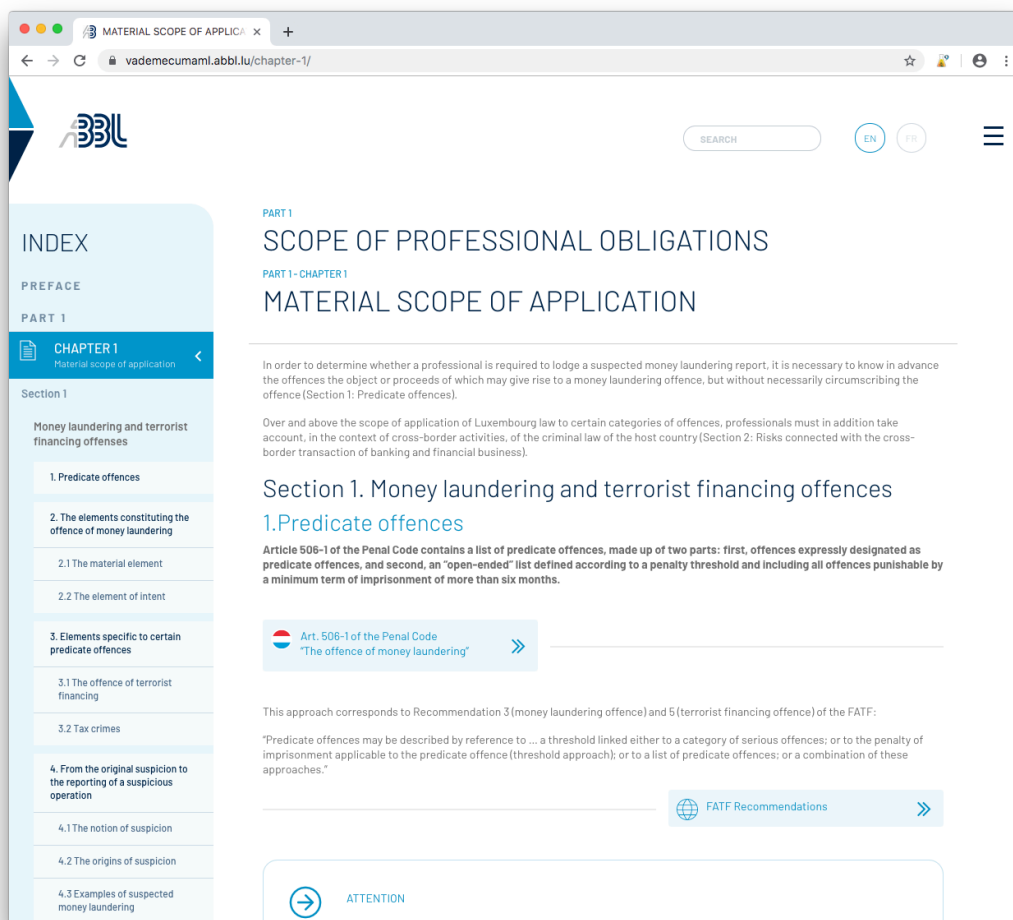 MATERIAL SCOPE OF APPLICA
vademecumaml.abbl.lu/chapter-1/
ABBL
SEARCH
EN
FR
INDEX
PREFACE
PART 1
CHAPTER 1
Material scope of application
Section 1
Money laundering and terrorist
financing offenses
1. Predicate offences
2. The elements constituting the
offence of money laundering
2.1 The material element
2.2 The element of intent
3. Elements specific to certain
predicate offences
3.1 The offence of terrorist
financing
3.2 Tax crimes
4. From the original suspicion to
the reporting of a suspicious
operation
4.1 The notion of suspicion
4.2 The origins of suspicion
4.3 Examples of suspected
money laundering
PART 1
SCOPE OF PROFESSIONAL OBLIGATIONS
PART 1 - CHAPTER 1
MATERIAL SCOPE OF APPLICATION
In order to determine whether a professional is required to lodge a suspected money laundering report, it is necessary to know in advance
the offences the object or proceeds of which may give rise to a money laundering offence, but without necessarily circumscribing the
offence (Section 1: Predicate offences).
Over and above the scope of application of Luxembourg law to certain categories of offences, professionals must in addition take
account, in the context of cross-border activities, of the criminal law of the host country (Section 2: Risks connected with the cross-
border transaction of banking and financial business).
Section 1. Money laundering and terrorist financing offences
1.Predicate offences
Article 506-1 of the Penal Code contains a list of predicate offences, made up of two parts: first, offences expressly designated as
predicate offences, and second, an "open-ended" list defined according to a penalty threshold and including all offences punishable by
a minimum term of imprisonment of more than six months.
Art. 506-1 of the Penal Code
"The offence of money laundering"
This approach corresponds to Recommendation 3 (money laundering offence) and 5 (terrorist financing offence) of the FATF:
"Predicate offences may be described by reference to ... a threshold linked either to a category of serious offences; or to the penalty of
imprisonment applicable to the predicate offence (threshold approach); or to a list of predicate offences; or a combination of these
approaches."
FATF Recommendations
ATTENTION